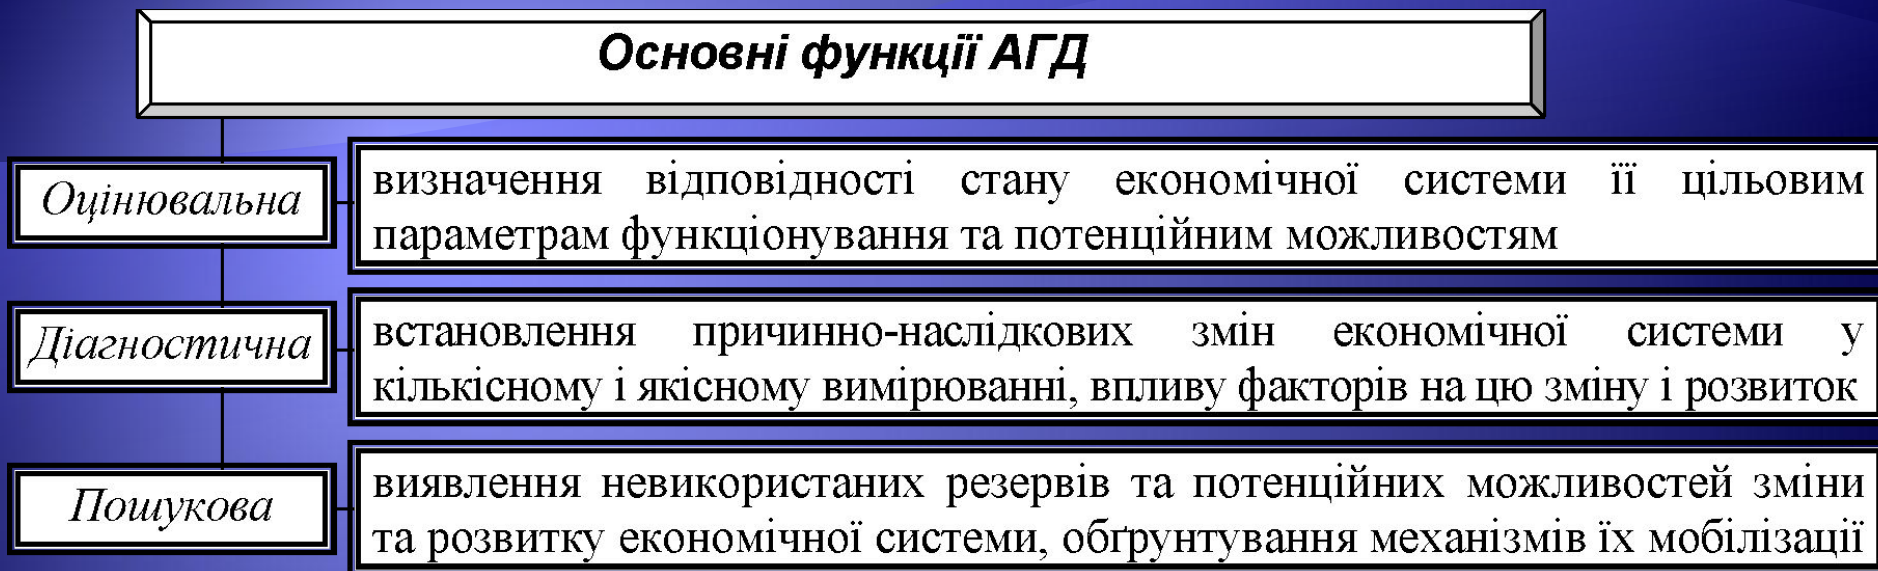 Основні функції АГД
Оцінювальна
визначення відповідності стану економічної системи її цільовим
параметрам функціонування та потенційним можливостям
Діагностична
встановлення причинно-наслідкових змін економічної системи у
кількісному і якісному вимірюванні, впливу факторів на цю зміну і розвиток
Пошукова
виявлення невикористаних резервів та потенційних можливостей зміни
та розвитку економічної системи, обґрунтування механізмів їх мобілізації